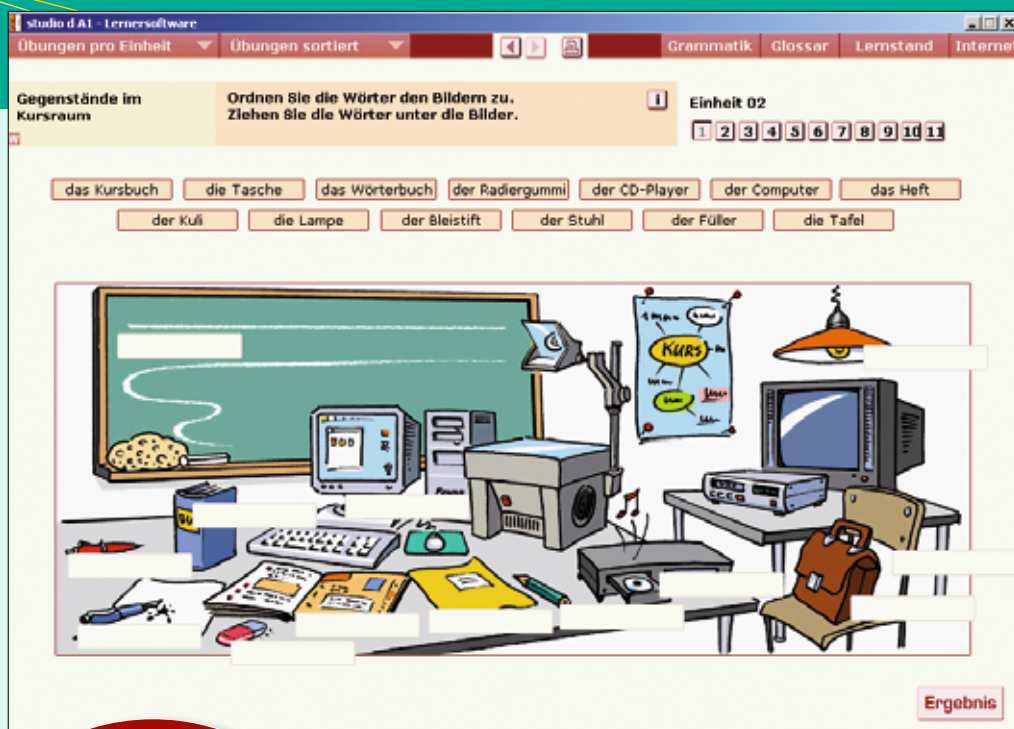 studio d A1 - Lernersoftware
Übungen pro Einheit Übungen sortiert Grammatik Glossar Lernstand Internet
Gegenstände im
Kursraum
Ordnen Sie die Wörter den Bildern zu.
Ziehen Sie die Wörter unter die Bilder.
i
Einheit 02
1 2 3 4 5 6 7 8 9 10 11
das Kursbuch die Tasche das Wörterbuch der Radiergummi der CD-Player der Computer das Heft
der Kuli die Lampe der Bleistift der Stuhl der Füller die Tafel
KURS
Ergebnis